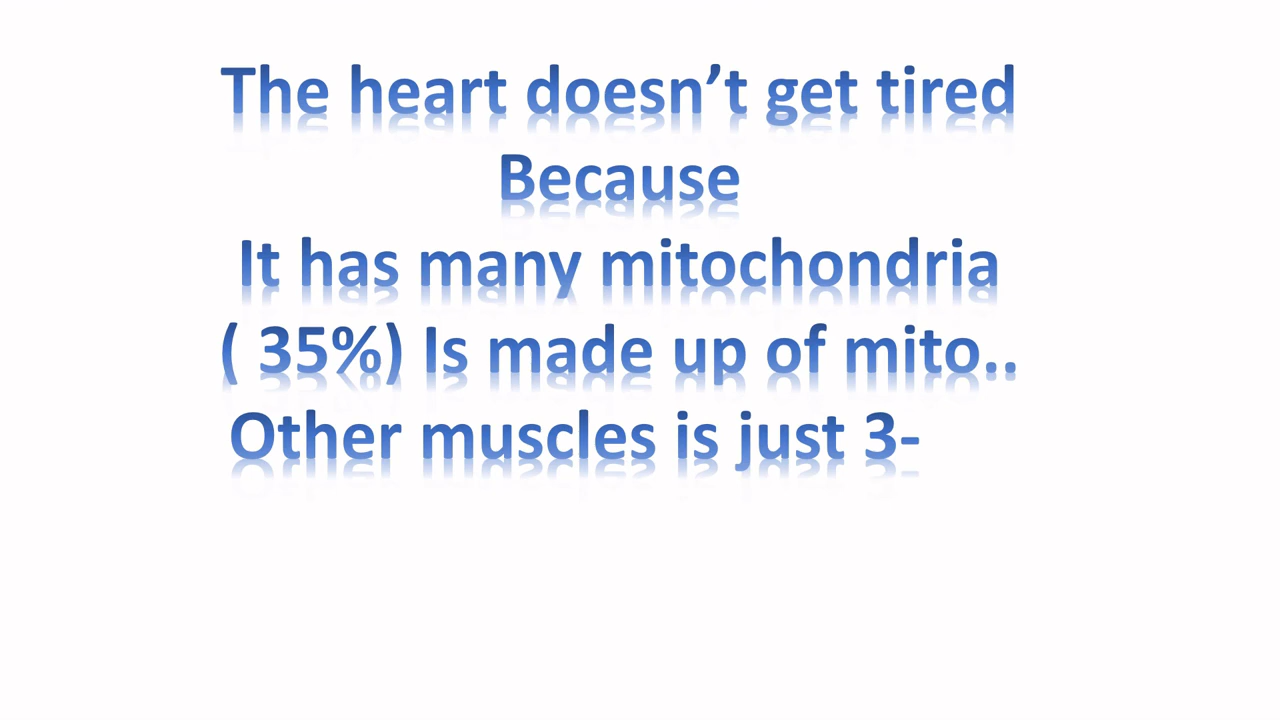 The heart doesn’t get tired
Because
It has many mitochondria
( 35%) Is made up of mito..
Other muscles is just 3-